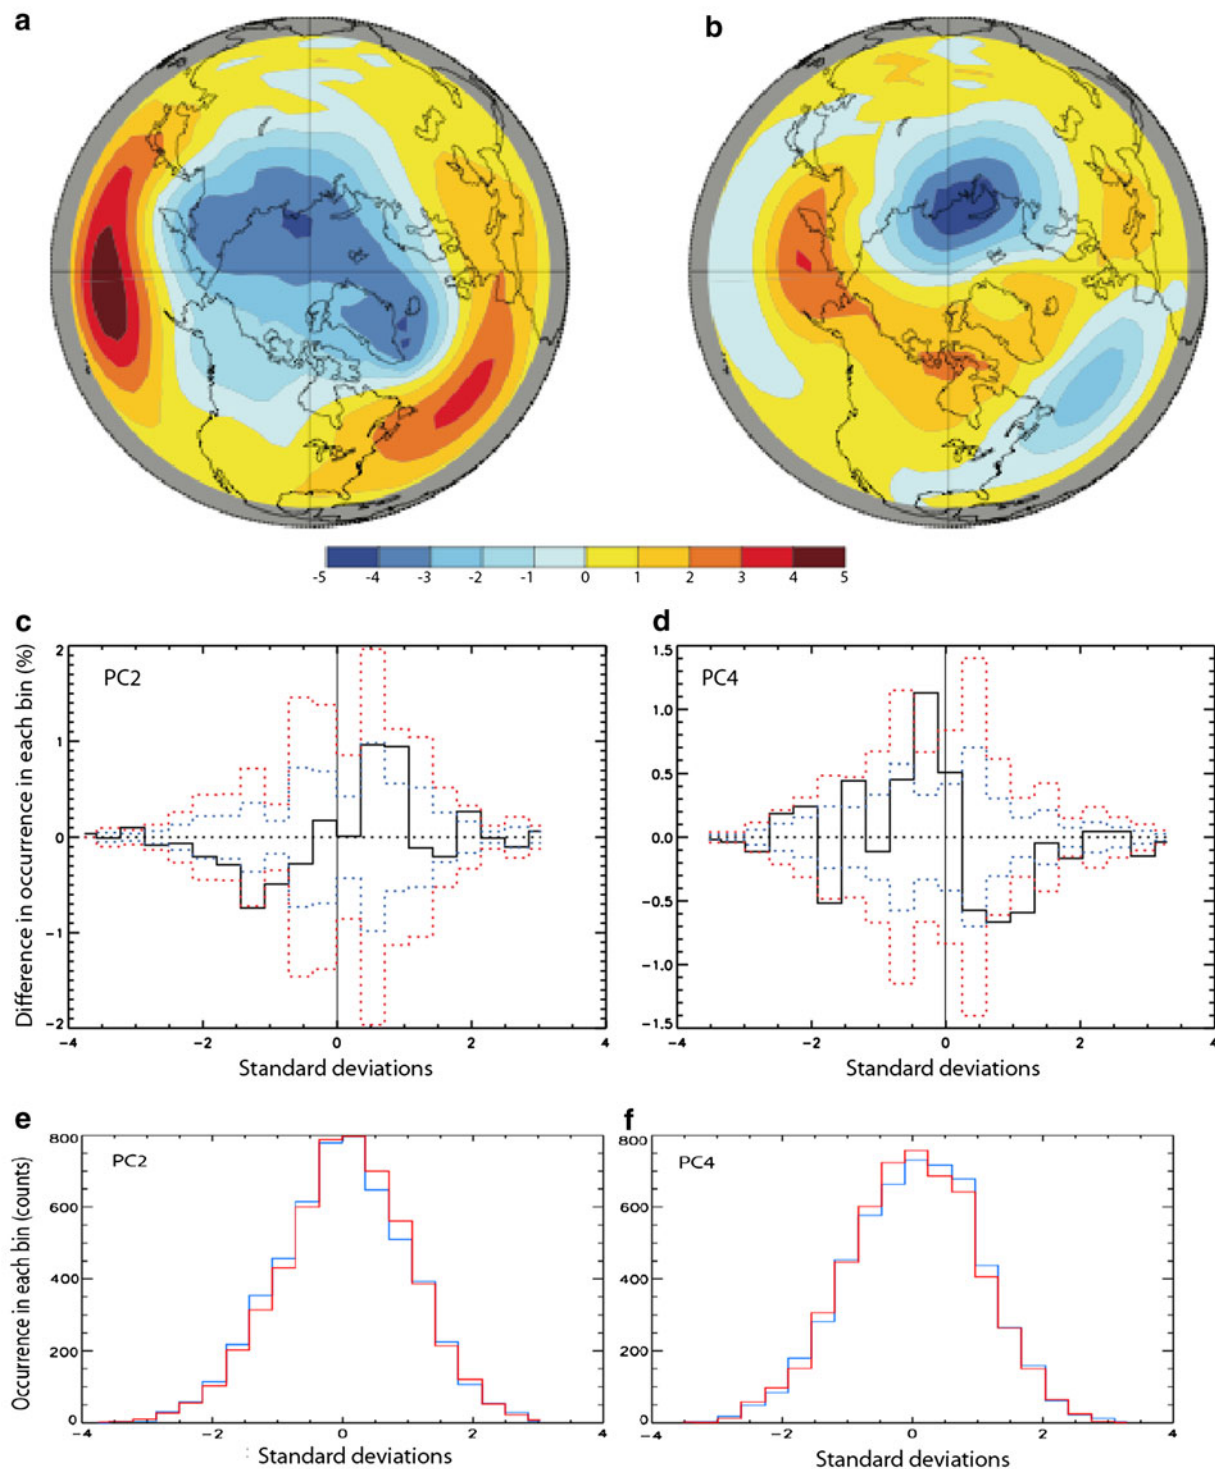 a
b
-5 -4 -3 -2 -1 0 1 2 3 4 5
c
d
Difference in occurrence in each bin (%)
2
1
0
-1
-2
PC2
-4 -2 0 2 4
Standard deviations
1.5
1.0
0.5
0.0
-0.5
-1.0
-1.5
PC4
-4 -2 0 2 4
Standard deviations
e
f
Occurrence in each bin (counts)
800
600
400
200
0
PC2
-4 -2 0 2 4
Standard deviations
800
600
400
200
0
PC4
-4 -2 0 2 4
Standard deviations